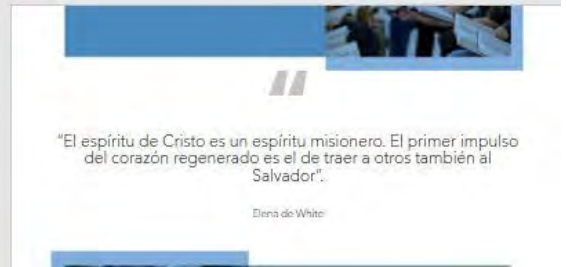 “El espíritu de Cristo es un espíritu misionero. El primer impulso
del corazón regenerado es el de traer a otros también al
Salvador”.
Elena de White